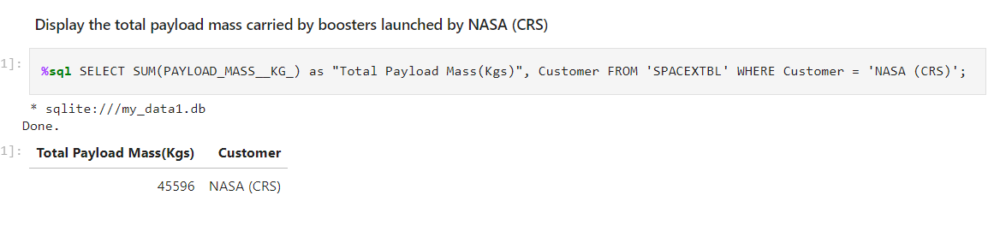 Display the total payload mass carried by boosters launched by NASA (CRS)
1]:
%sql SELECT SUM(PAYLOAD_MASS__KG_) as "Total Payload Mass(Kgs)", Customer FROM 'SPACEXTBL' WHERE Customer = 'NASA (CRS)';
* sqlite:///my_data1.db
Done.
1]:
Total Payload Mass(Kgs) Customer
45596 NASA (CRS)